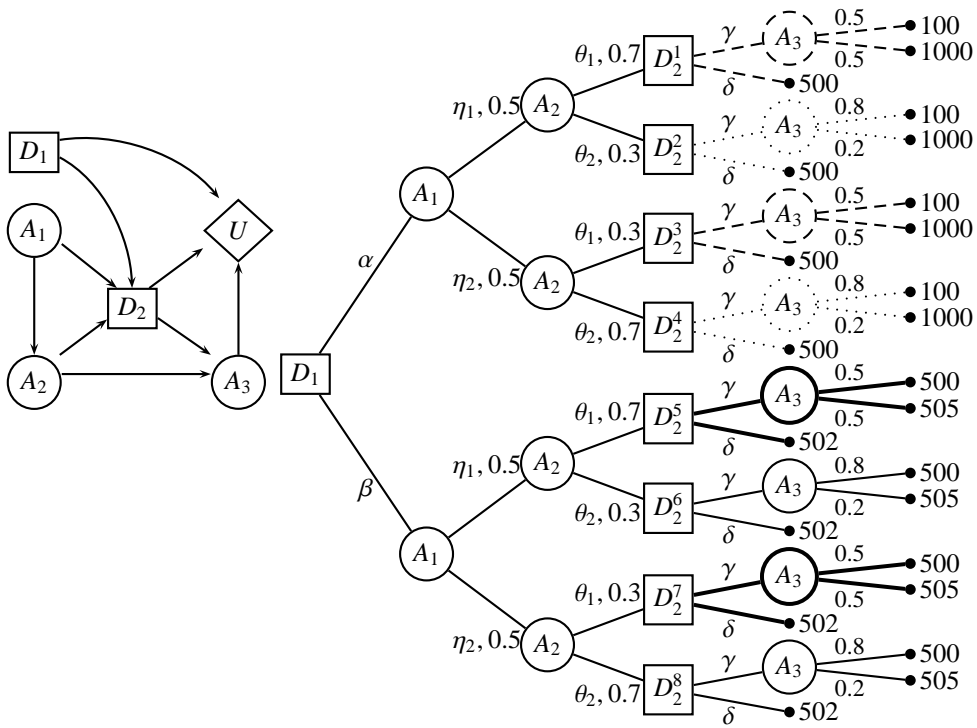 D₁
A₁
U
D₂
A₂
A₃
D₁
α
β
A₁
η₁, 0.5
η₂, 0.5
A₂
θ₁, 0.7
θ₂, 0.3
D₂¹
γ
δ
A₃
0.5
0.5
100
1000
500
D₂²
γ
δ
A₃
0.8
0.2
100
1000
500
A₂
θ₁, 0.3
θ₂, 0.7
D₂³
γ
δ
A₃
0.5
0.5
100
1000
500
D₂⁴
γ
δ
A₃
0.8
0.2
100
1000
500
A₁
η₁, 0.5
η₂, 0.5
A₂
θ₁, 0.7
θ₂, 0.3
D₂⁵
γ
δ
A₃
0.5
0.5
500
505
502
D₂⁶
γ
δ
A₃
0.8
0.2
500
505
502
A₂
θ₁, 0.3
θ₂, 0.7
D₂⁷
γ
δ
A₃
0.5
0.5
500
505
502
D₂⁸
γ
δ
A₃
0.8
0.2
500
505
502